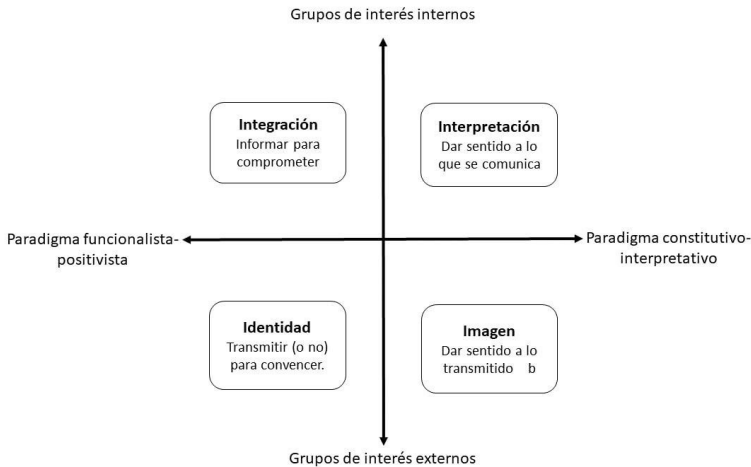 Grupos de interés internos
Integración
Informar para
comprometer
Interpretación
Dar sentido a lo
que se comunica
Paradigma funcionalista-
positivista
Paradigma constitutivo-
interpretativo
Identidad
Transmitir (o no)
para convencer.
Imagen
Dar sentido a lo
transmitido b
Grupos de interés externos